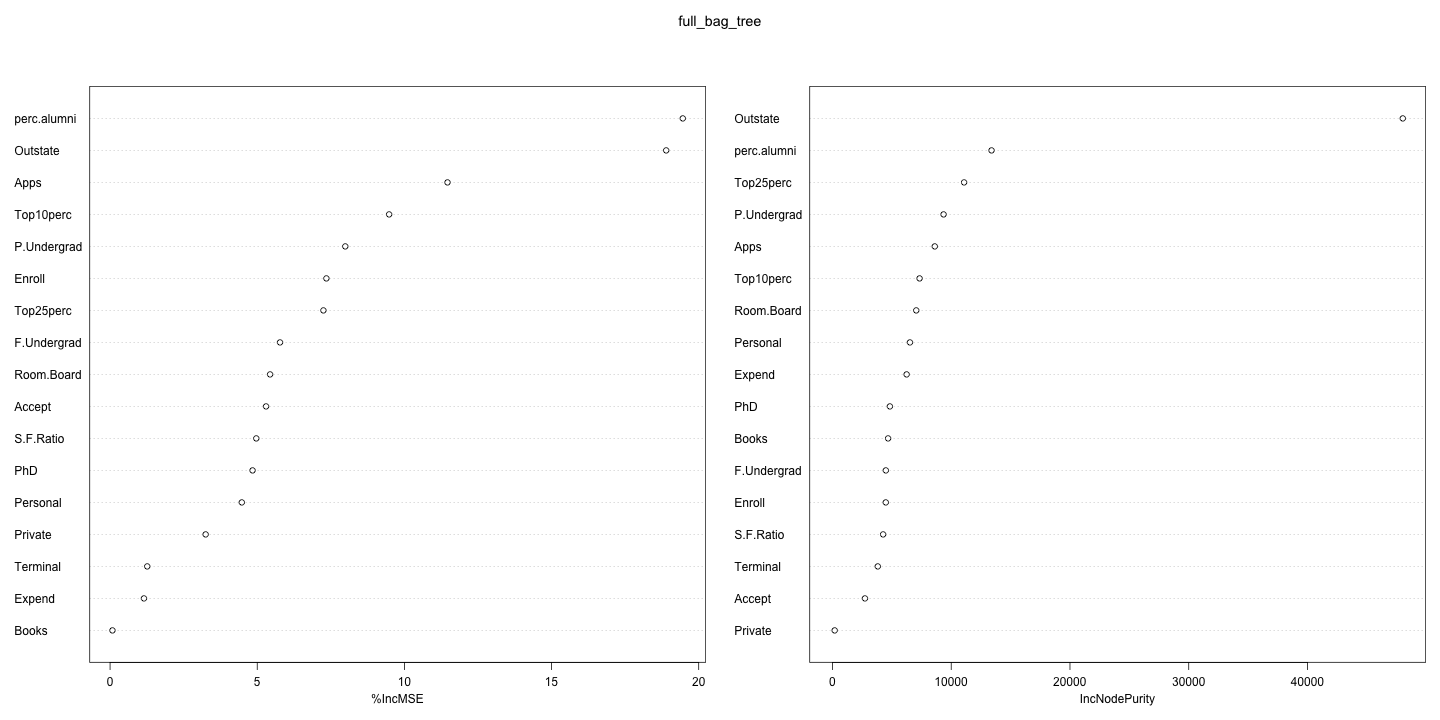 full_bag_tree
perc.alumni
Outstate
Apps
Top10perc
P.Undergrad
Enroll
Top25perc
F.Undergrad
Room.Board
Accept
S.F.Ratio
PhD
Personal
Private
Terminal
Expend
Books
0 5 10 15 20
%IncMSE
Outstate
perc.alumni
Top25perc
P.Undergrad
Apps
Top10perc
Room.Board
Personal
Expend
PhD
Books
F.Undergrad
Enroll
S.F.Ratio
Terminal
Accept
Private
0 10000 20000 30000 40000
IncNodePurity